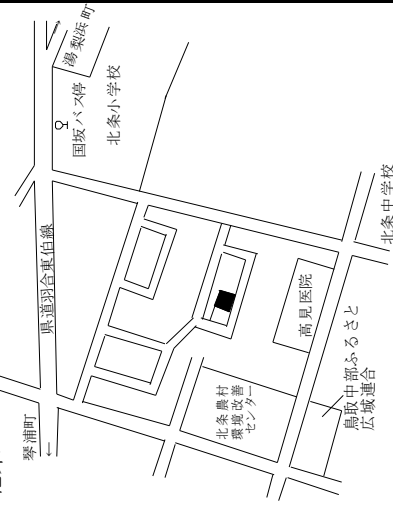 琴浦町
←
県道羽合東伯線
国坂バス停
湯梨浜町
北条小学校
北条農村
環境改善
センター
高見医院
鳥取中部ふるさと
広域連合
北条中学校